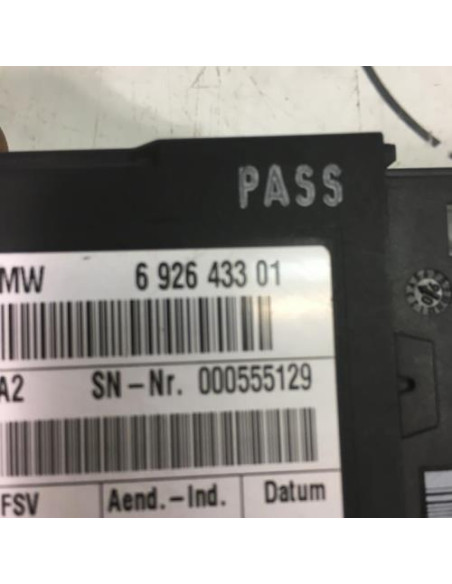 PASS
MW 6 926 433 01
A2 SN-Nr. 000555129
FSV Aend.-Ind. Datum